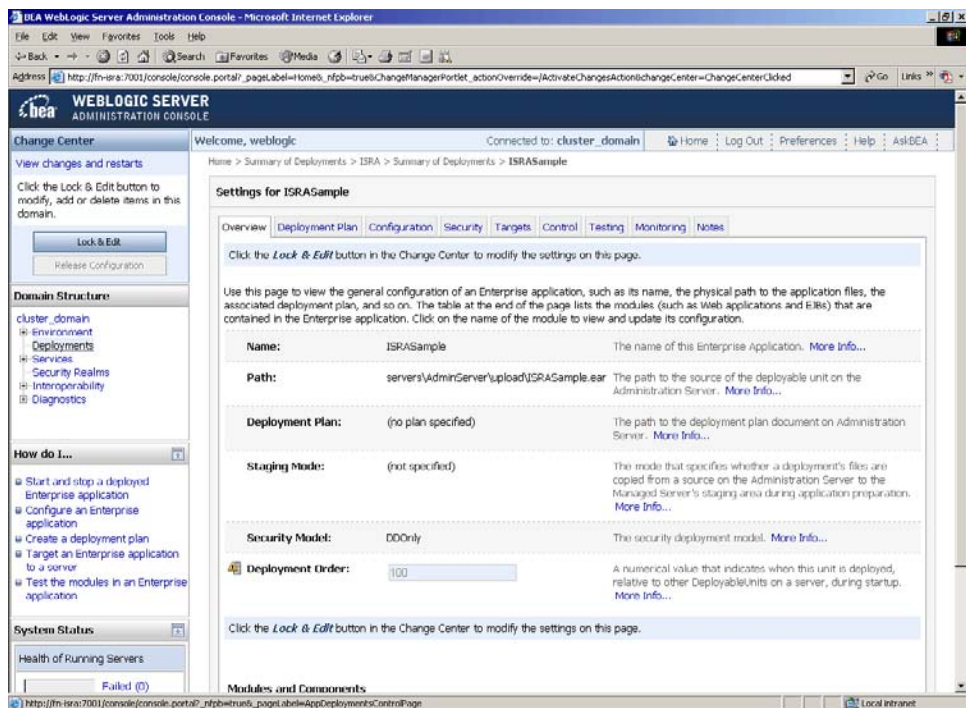 BEA WebLogic Server Administration Console - Microsoft Internet Explorer
File Edit View Favorites Tools Help
Back Search Favorites Media
Address http://fn-isra:7001/console/console.portal?_pageLabel=Home&_nfpb=true&ChangeManagerPortlet_actionOverride=/ActivateChangesAction&changeCenter=ChangeCenterClicked Go Links »
bea WEBLOGIC SERVER
ADMINISTRATION CONSOLE
Change Center
View changes and restarts
Click the Lock & Edit button to
modify, add or delete items in this
domain.
Lock & Edit
Release Configuration
Domain Structure
cluster_domain
Environment
Deployments
Services
Security Realms
Interoperability
Diagnostics
How do I...
Start and stop a deployed
Enterprise application
Configure an Enterprise
application
Create a deployment plan
Target an Enterprise application
to a server
Test the modules in an Enterprise
application
System Status
Health of Running Servers
Failed (0)
Welcome, weblogic Connected to: cluster_domain Home Log Out Preferences Help AskBEA
Home > Summary of Deployments > ISRA > Summary of Deployments > ISRASample
Settings for ISRASample
Overview Deployment Plan Configuration Security Targets Control Testing Monitoring Notes
Click the Lock & Edit button in the Change Center to modify the settings on this page.
Use this page to view the general configuration of an Enterprise application, such as its name, the physical path to the application files, the
associated deployment plan, and so on. The table at the end of the page lists the modules (such as Web applications and EJBs) that are
contained in the Enterprise application. Click on the name of the module to view and update its configuration.
Name: ISRASample The name of this Enterprise Application. More Info...
Path: servers\AdminServer\upload\ISRASample.ear The path to the source of the deployable unit on the
Administration Server. More Info...
Deployment Plan: (no plan specified) The path to the deployment plan document on Administration
Server. More Info...
Staging Mode: (not specified) The mode that specifies whether a deployment's files are
copied from a source on the Administration Server to the
Managed Server's staging area during application preparation.
More Info...
Security Model: DDOnly The security deployment model. More Info...
Deployment Order: 100 A numerical value that indicates when this unit is deployed,
relative to other DeployableUnits on a server, during startup.
More Info...
Click the Lock & Edit button in the Change Center to modify the settings on this page.
Modules and Components
http://fn-isra:7001/console/console.portal?_nfpb=true&_pageLabel=AppDeploymentsControlPage Local intranet